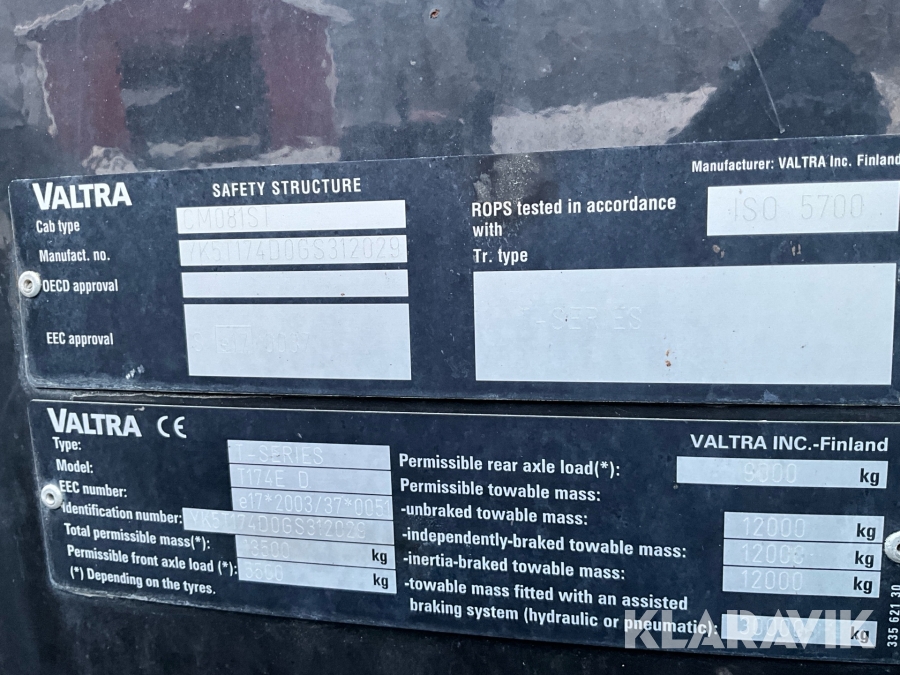 Manufacturer: VALTRA Inc. Finland
VALTRA SAFETY STRUCTURE
Cab type CM081S1
Manufact. no. YK5T174D0GS312029
OECD approval
EEC approval
ROPS tested in accordance with ISO 5700
Tr. type
-SERIES
VALTRA CE
VALTRA INC.-Finland
Type: T-SERIES
Model: T174E D
EEC number: e17*2003/37*0051
Identification number: YK5T174D0GS312029
Total permissible mass(*): 13500 kg
Permissible front axle load (*): kg
(*) Depending on the tyres.
Permissible rear axle load(*): 9000 kg
Permissible towable mass:
-unbraked towable mass: 12000
-independently-braked towable mass: 12000 kg
-inertia-braked towable mass: 12000 kg
-towable mass fitted with an assisted
braking system (hydraulic or pneumatic): kg
335 621 30
KLARAVIK